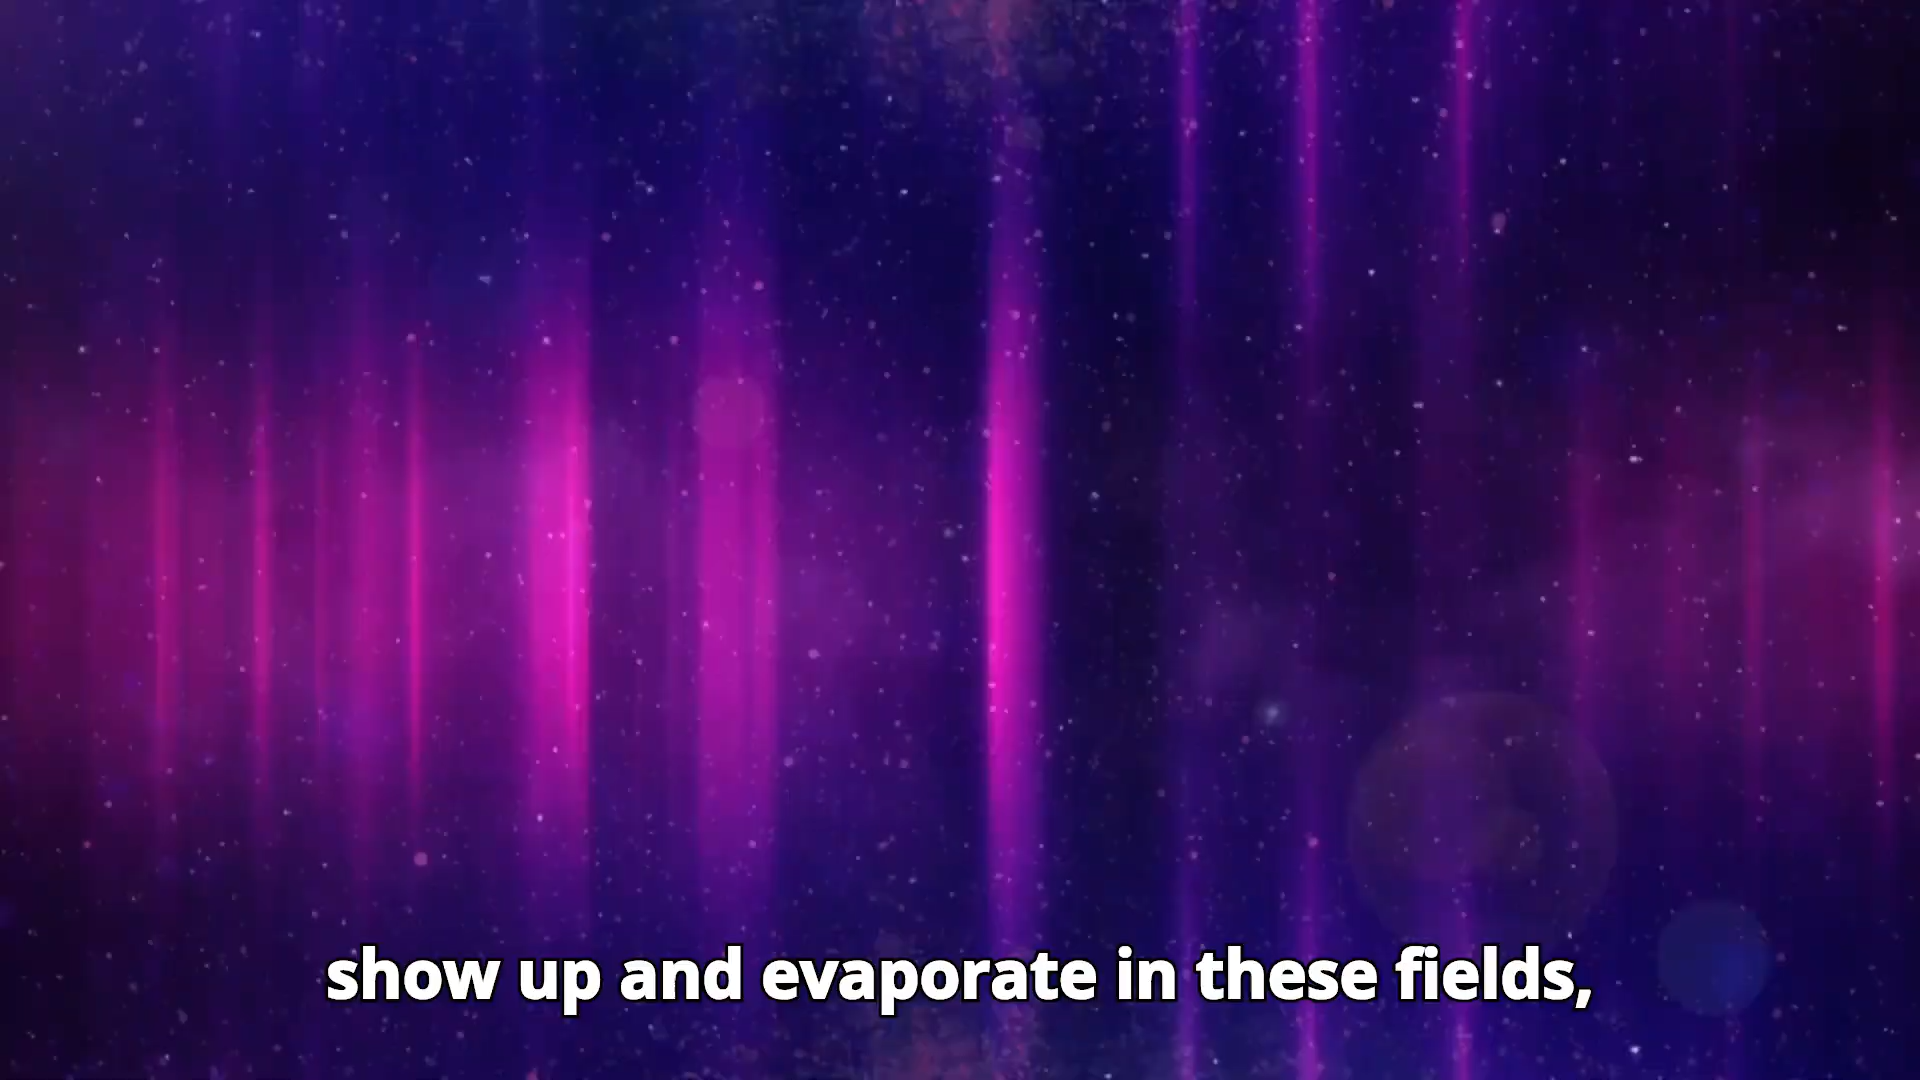 show up and evaporate in these fields,